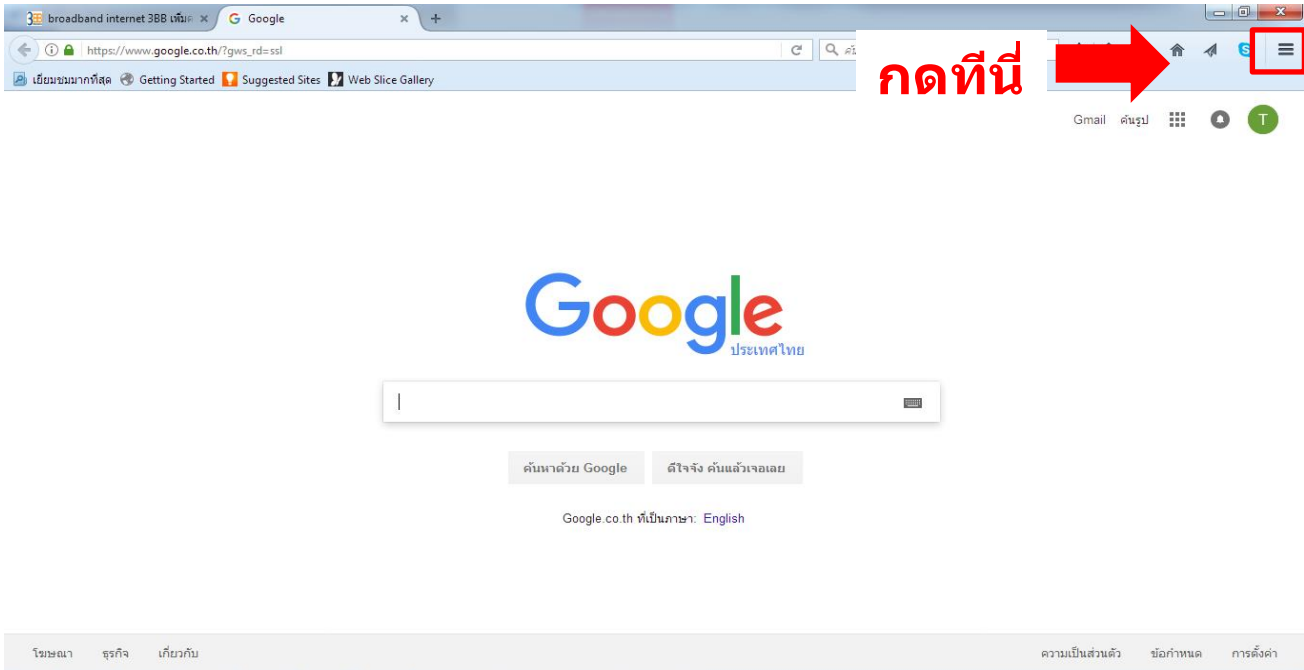 broadband internet 3BB เพิ่มค
Google
https://www.google.co.th/?gws_rd=ssl
กดที่นี่
เยี่ยมชมมากที่สุด Getting Started Suggested Sites Web Slice Gallery
Gmail ค้นรูป T
Google
ประเทศไทย
ค้นหาด้วย Google ดีใจจัง ค้นแล้วเจอเลย
Google.co.th ที่เป็นภาษา: English
โฆษณา ธุรกิจ เกี่ยวกับ ความเป็นส่วนตัว ข้อกำหนด การตั้งค่า